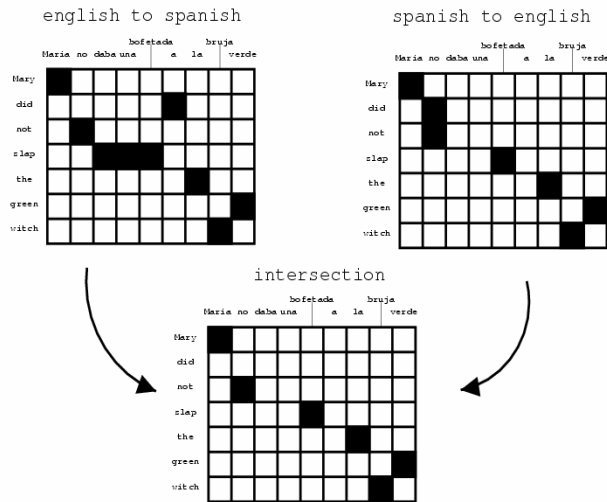 english to spanish
bofetada bruja
Maria no daba una a la verde
Mary
did
not
slap
the
green
witch
spanish to english
bofetada bruja
Maria no daba una a la verde
Mary
did
not
slap
the
green
witch
intersection
bofetada bruja
Maria no daba una a la verde
Mary
did
not
slap
the
green
witch